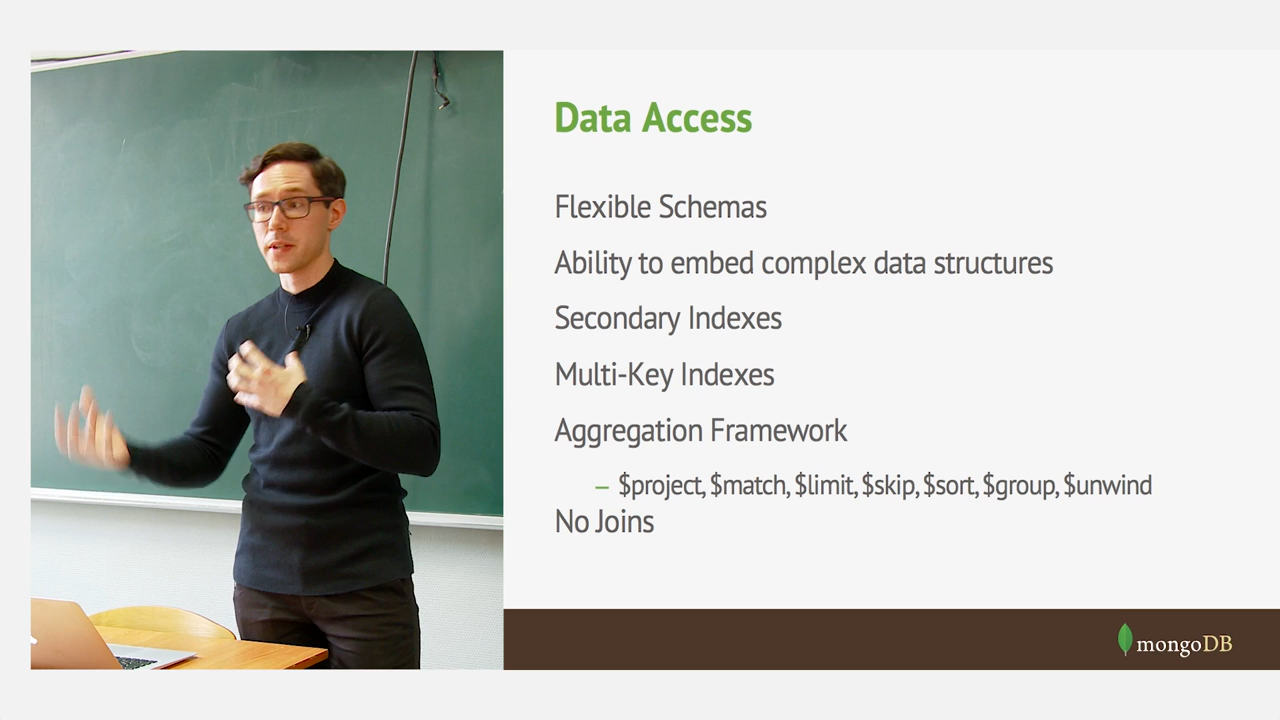 Data Access
Flexible Schemas
Ability to embed complex data structures
Secondary Indexes
Multi-Key Indexes
Aggregation Framework
– $project, $match, $limit, $skip, $sort, $group, $unwind
No Joins
mongoDB